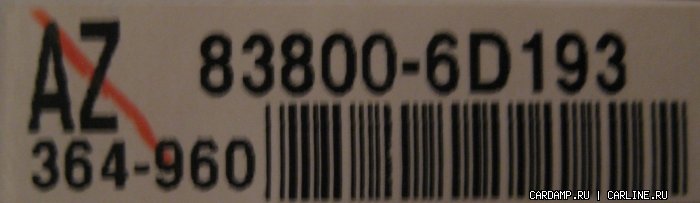 AZ 83800-6D193
364-960
CARDAMP.RU | CARLINE.RU